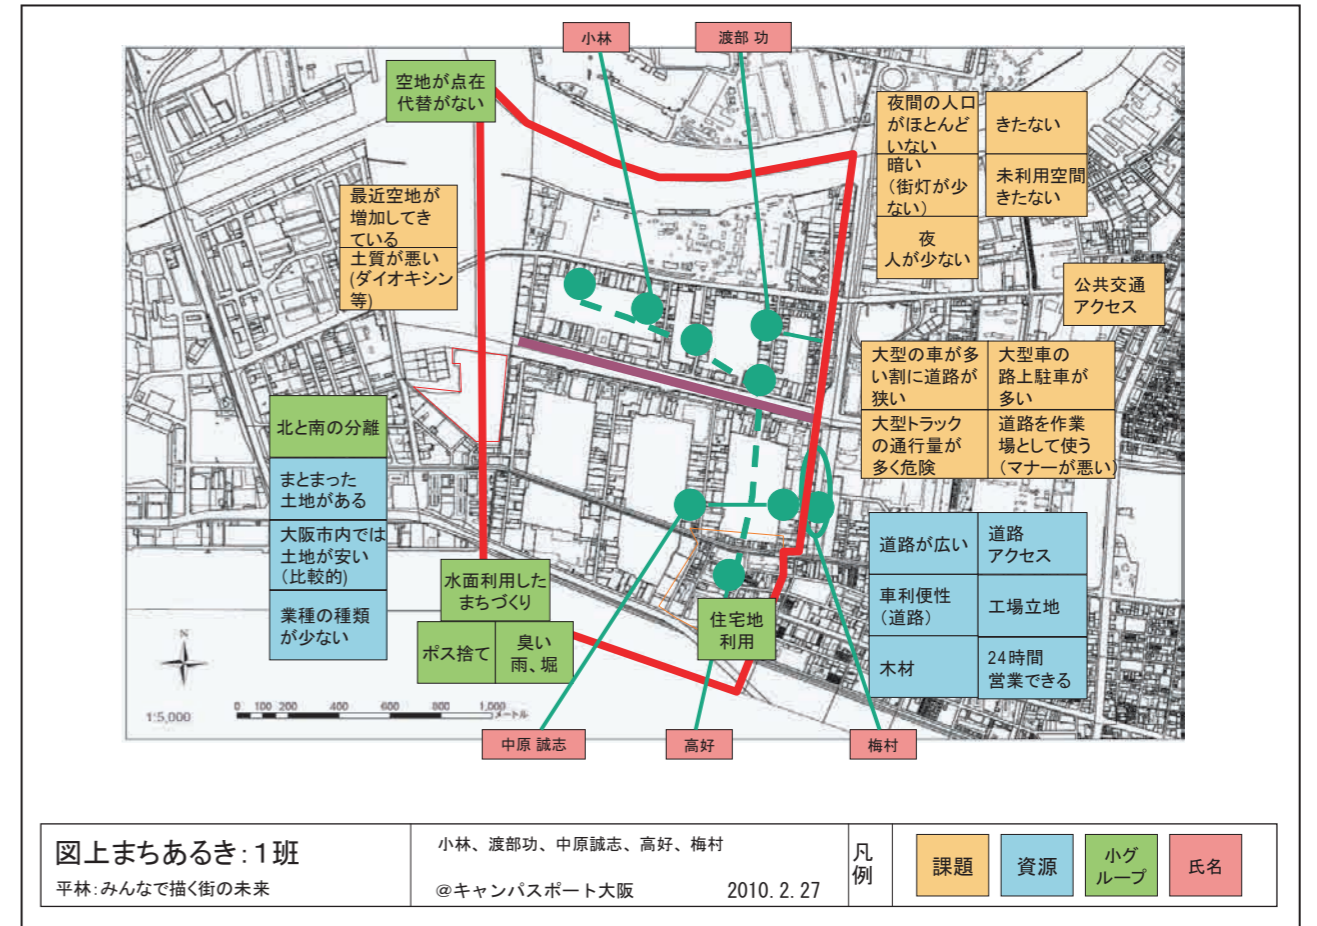 小林
渡部 功
空地が点在
代替がない
夜間の人口
がほとんど
いない
きたない
暗い
（街灯が少
ない）
未利用空間
きたない
夜
人が少ない
最近空地が
増加してき
ている
土質が悪い
(ダイオキシン
等)
公共交通
アクセス
大型の車が多
い割に道路が
狭い
大型車の
路上駐車が
多い
大型トラック
の通行量が
多く危険
道路を作業
場として使う
（マナーが悪い）
北と南の分離
まとまった
土地がある
大阪市内では
土地が安い
（比較的）
業種の種類
が少ない
水面利用した
まちづくり
ポス捨て
臭い
雨、堀
住宅地
利用
道路が広い
道路
アクセス
車利便性
（道路）
工場立地
木材
24時間
営業できる
N
1:5,000
0 100 200 400 600 800 1,000
メートル
中原 誠志
高好
梅村
図上まちあるき：１班
平林：みんなで描く街の未来
小林、渡部功、中原誠志、高好、梅村
＠キャンパスポート大阪 2010.2.27
凡例
課題
資源
小グ
ループ
氏名